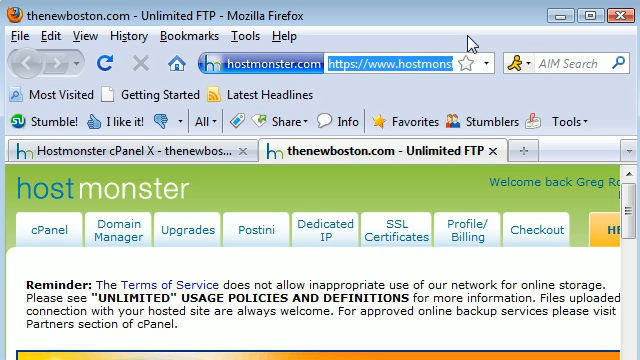 thenewboston.com - Unlimited FTP - Mozilla Firefox
File Edit View History Bookmarks Tools Help
hostmonster.com https://www.hostmonst AIM Search
Most Visited Getting Started Latest Headlines
Stumble! I like it! All Share Info Favorites Stumblers Tools
Hostmonster cPanel X - thenewbos... thenewboston.com - Unlimited FTP
hostmonster
Welcome back Greg Ro
cPanel Domain Manager Upgrades Postini Dedicated IP SSL Certificates Profile/ Billing Checkout HE
Reminder: The Terms of Service does not allow inappropriate use of our network for online storage.
Please see "UNLIMITED" USAGE POLICIES AND DEFINITIONS for more information. Files uploaded
connection with your hosted site are always welcome. For approved online backup services please visit
Partners section of cPanel.